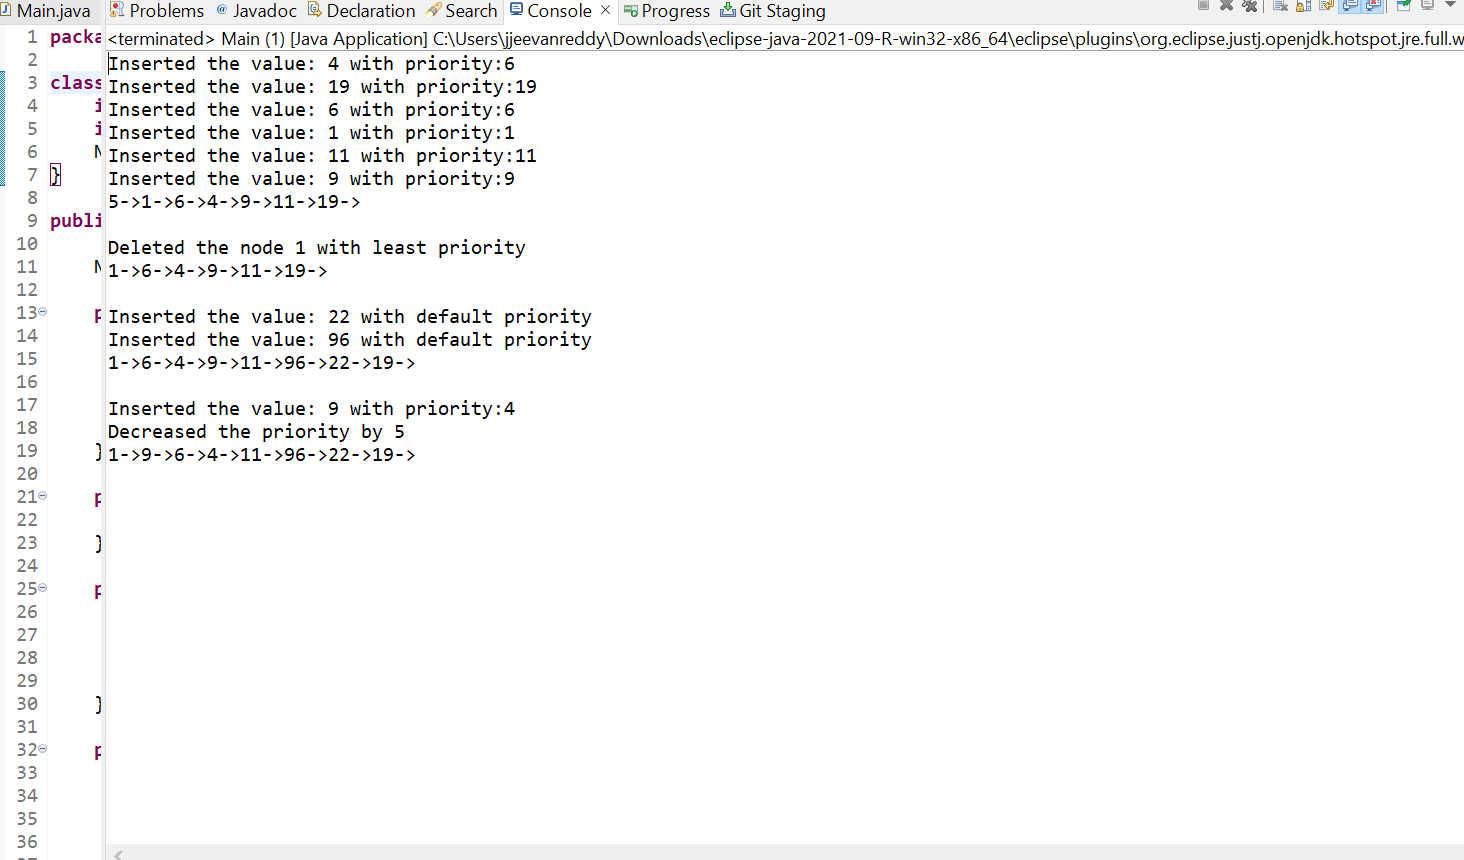 Main.java
Problems Javadoc Declaration Search Console Progress Git Staging
<terminated> Main (1) [Java Application] C:\Users\jjeevanreddy\Downloads\eclipse-java-2021-09-R-win32-x86_64\eclipse\plugins\org.eclipse.justj.openjdk.hotspot.jre.full.w
1 packa
2
3 class
4 i
5 i
6 N
7 }
8
9 publi
10
11 N
12
13 p
14
15
16
17
18
19 }
20
21 p
22
23 }
24
25 p
26
27
28
29
30 }
31
32 p
33
34
35
36
Inserted the value: 4 with priority:6
Inserted the value: 19 with priority:19
Inserted the value: 6 with priority:6
Inserted the value: 1 with priority:1
Inserted the value: 11 with priority:11
Inserted the value: 9 with priority:9
5->1->6->4->9->11->19->
Deleted the node 1 with least priority
1->6->4->9->11->19->
Inserted the value: 22 with default priority
Inserted the value: 96 with default priority
1->6->4->9->11->96->22->19->
Inserted the value: 9 with priority:4
Decreased the priority by 5
1->9->6->4->11->96->22->19->